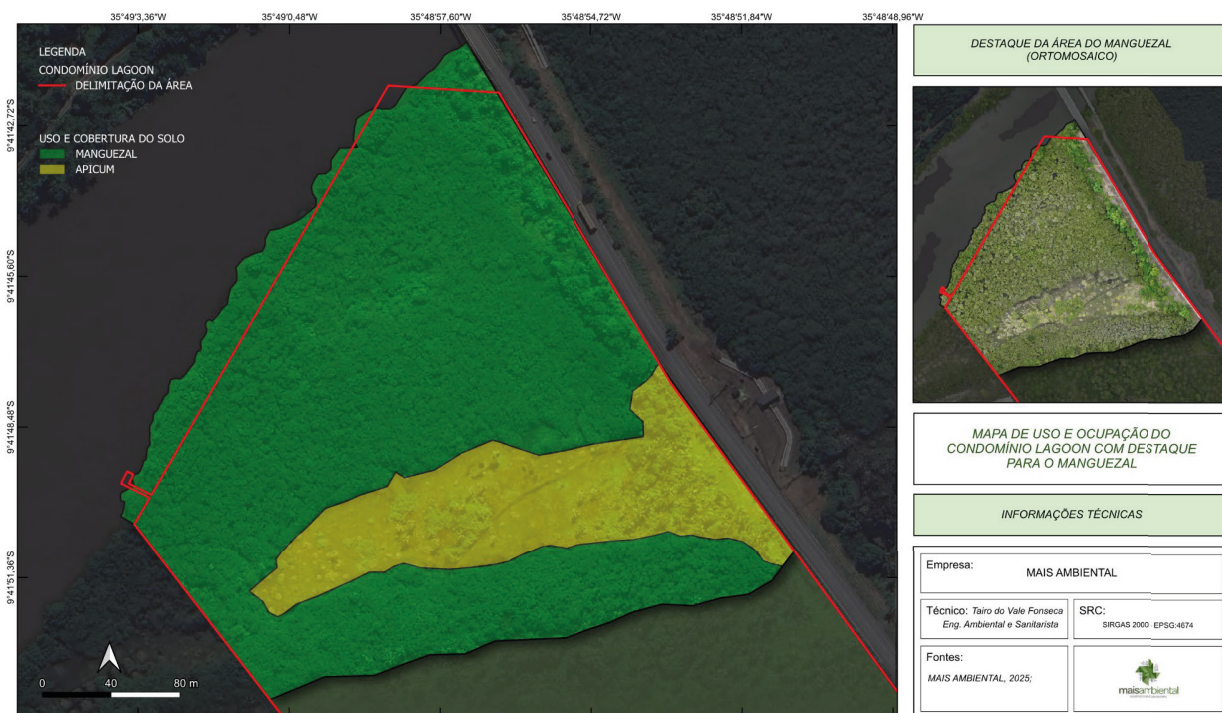 35°49'3,36"W 35°49'0,48"W 35°48'57,60"W 35°48'54,72"W 35°48'51,84"W 35°48'48,96"W
9°41'42,72"S
9°41'45,60"S
9°41'48,48"S
9°41'51,36"S
LEGENDA
CONDOMÍNIO LAGOON
DELIMITAÇÃO DA ÁREA
USO E COBERTURA DO SOLO
MANGUEZAL
APICUM
0 40 80 m
DESTAQUE DA ÁREA DO MANGUEZAL
(ORTOMOSAICO)
MAPA DE USO E OCUPAÇÃO DO
CONDOMÍNIO LAGOON COM DESTAQUE
PARA O MANGUEZAL
INFORMAÇÕES TÉCNICAS
Empresa:
MAIS AMBIENTAL
Técnico: Tairo do Vale Fonseca
Eng. Ambiental e Sanitarista
SRC:
SIRGAS 2000 EPSG:4674
Fontes:
MAIS AMBIENTAL, 2025;
maisambiental